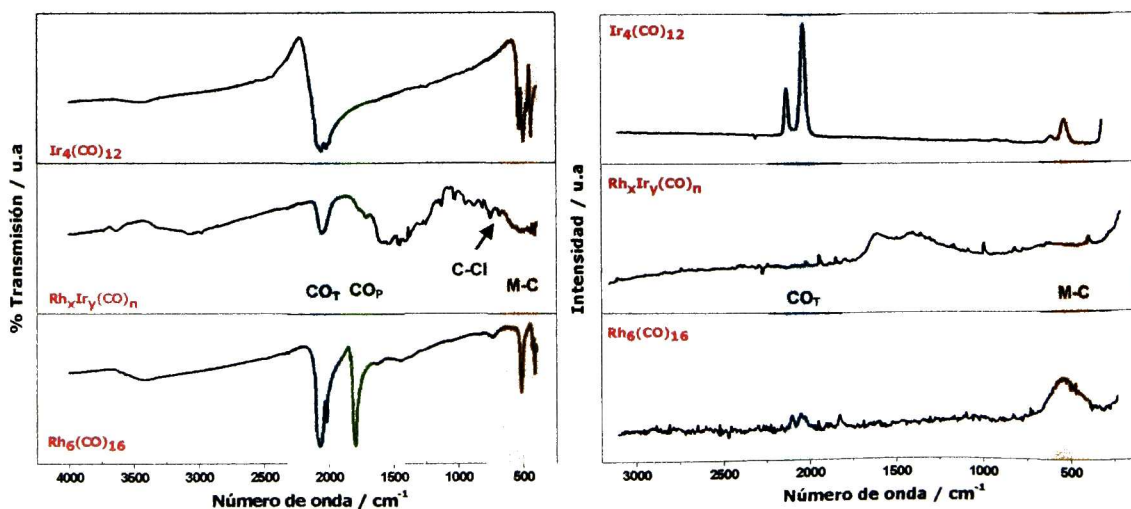 % Transmisión / u.a
Ir4(CO)12
RhxIry(CO)n
COT COP
C-Cl
M-C
Rh6(CO)16
4000 3500 3000 2500 2000 1500 1000 500
Número de onda / cm-1
Intensidad / u.a
Ir4(CO)12
RhxIry(CO)n
COT
M-C
Rh6(CO)16
3000 2500 2000 1500 1000 500
Número de onda / cm-1